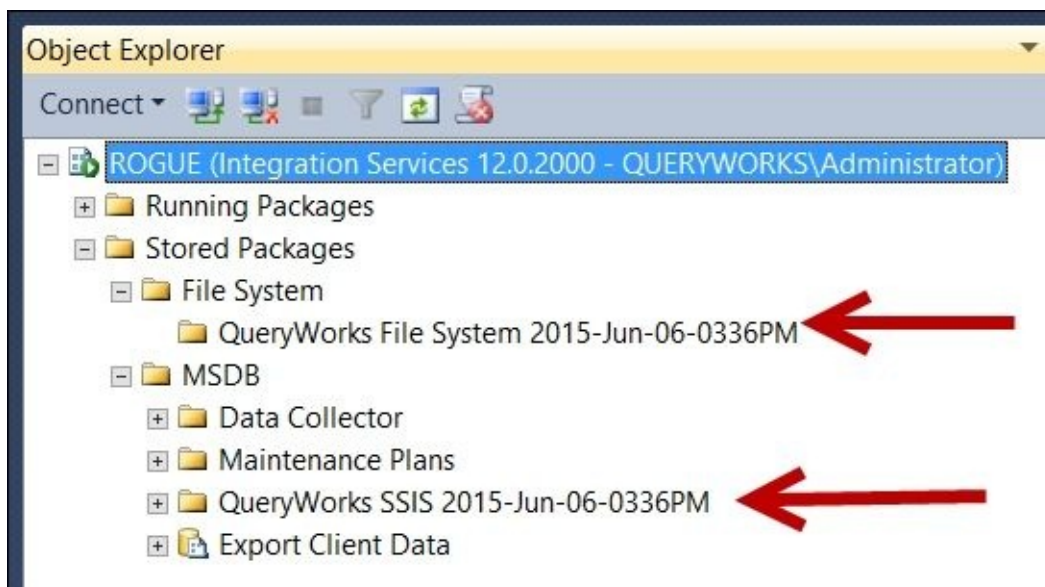 Object Explorer
Connect
ROGUE (Integration Services 12.0.2000 - QUERYWORKS\Administrator)
Running Packages
Stored Packages
File System
QueryWorks File System 2015-Jun-06-0336PM
MSDB
Data Collector
Maintenance Plans
QueryWorks SSIS 2015-Jun-06-0336PM
Export Client Data